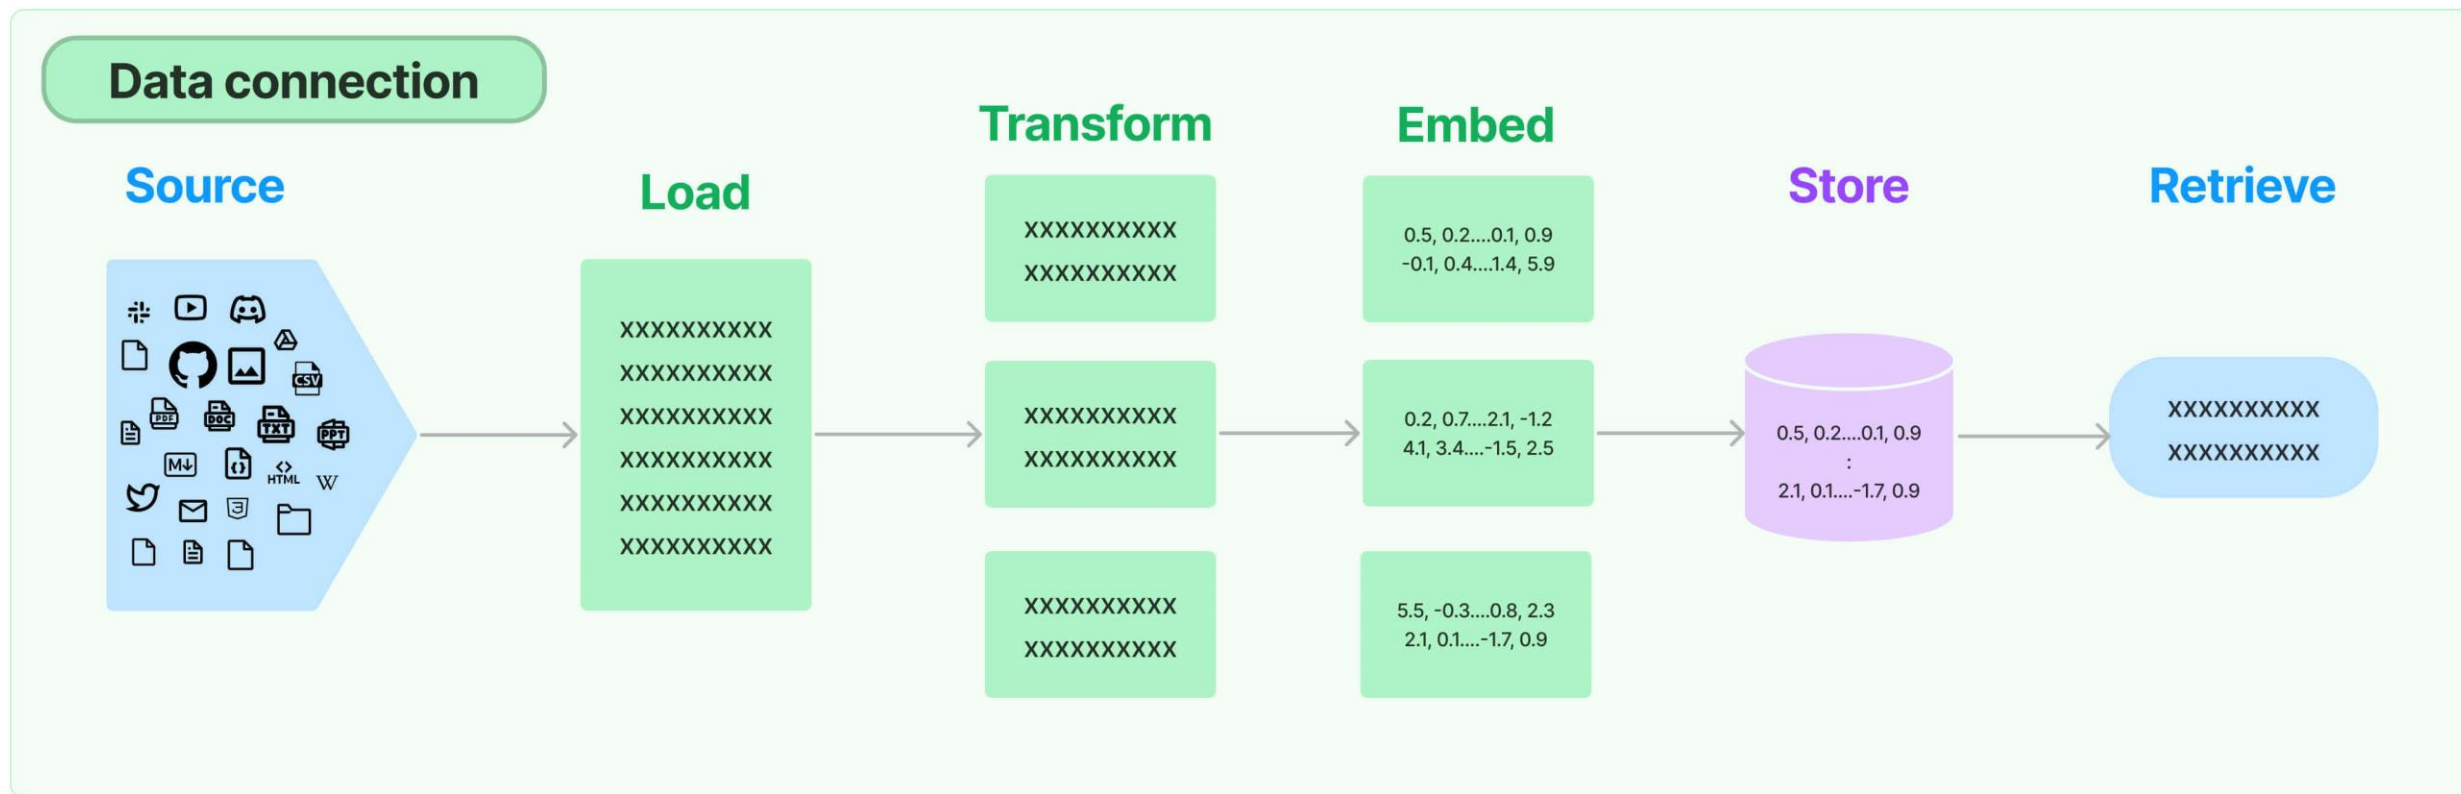 Data connection
Source
Load
Transform
Embed
Store
Retrieve
CSV
PDF
DOC
TXT
PPT
M
HTML
W
3
XXXXXXXXXX
XXXXXXXXXX
XXXXXXXXXX
XXXXXXXXXX
XXXXXXXXXX
XXXXXXXXXX
XXXXXXXXXX
XXXXXXXXXX
XXXXXXXXXX
XXXXXXXXXX
XXXXXXXXXX
XXXXXXXXXX
0.5, 0.2....0.1, 0.9
-0.1, 0.4....1.4, 5.9
0.2, 0.7....2.1, -1.2
4.1, 3.4....-1.5, 2.5
5.5, -0.3....0.8, 2.3
2.1, 0.1....-1.7, 0.9
0.5, 0.2....0.1, 0.9
:
2.1, 0.1....-1.7, 0.9
XXXXXXXXXX
XXXXXXXXXX